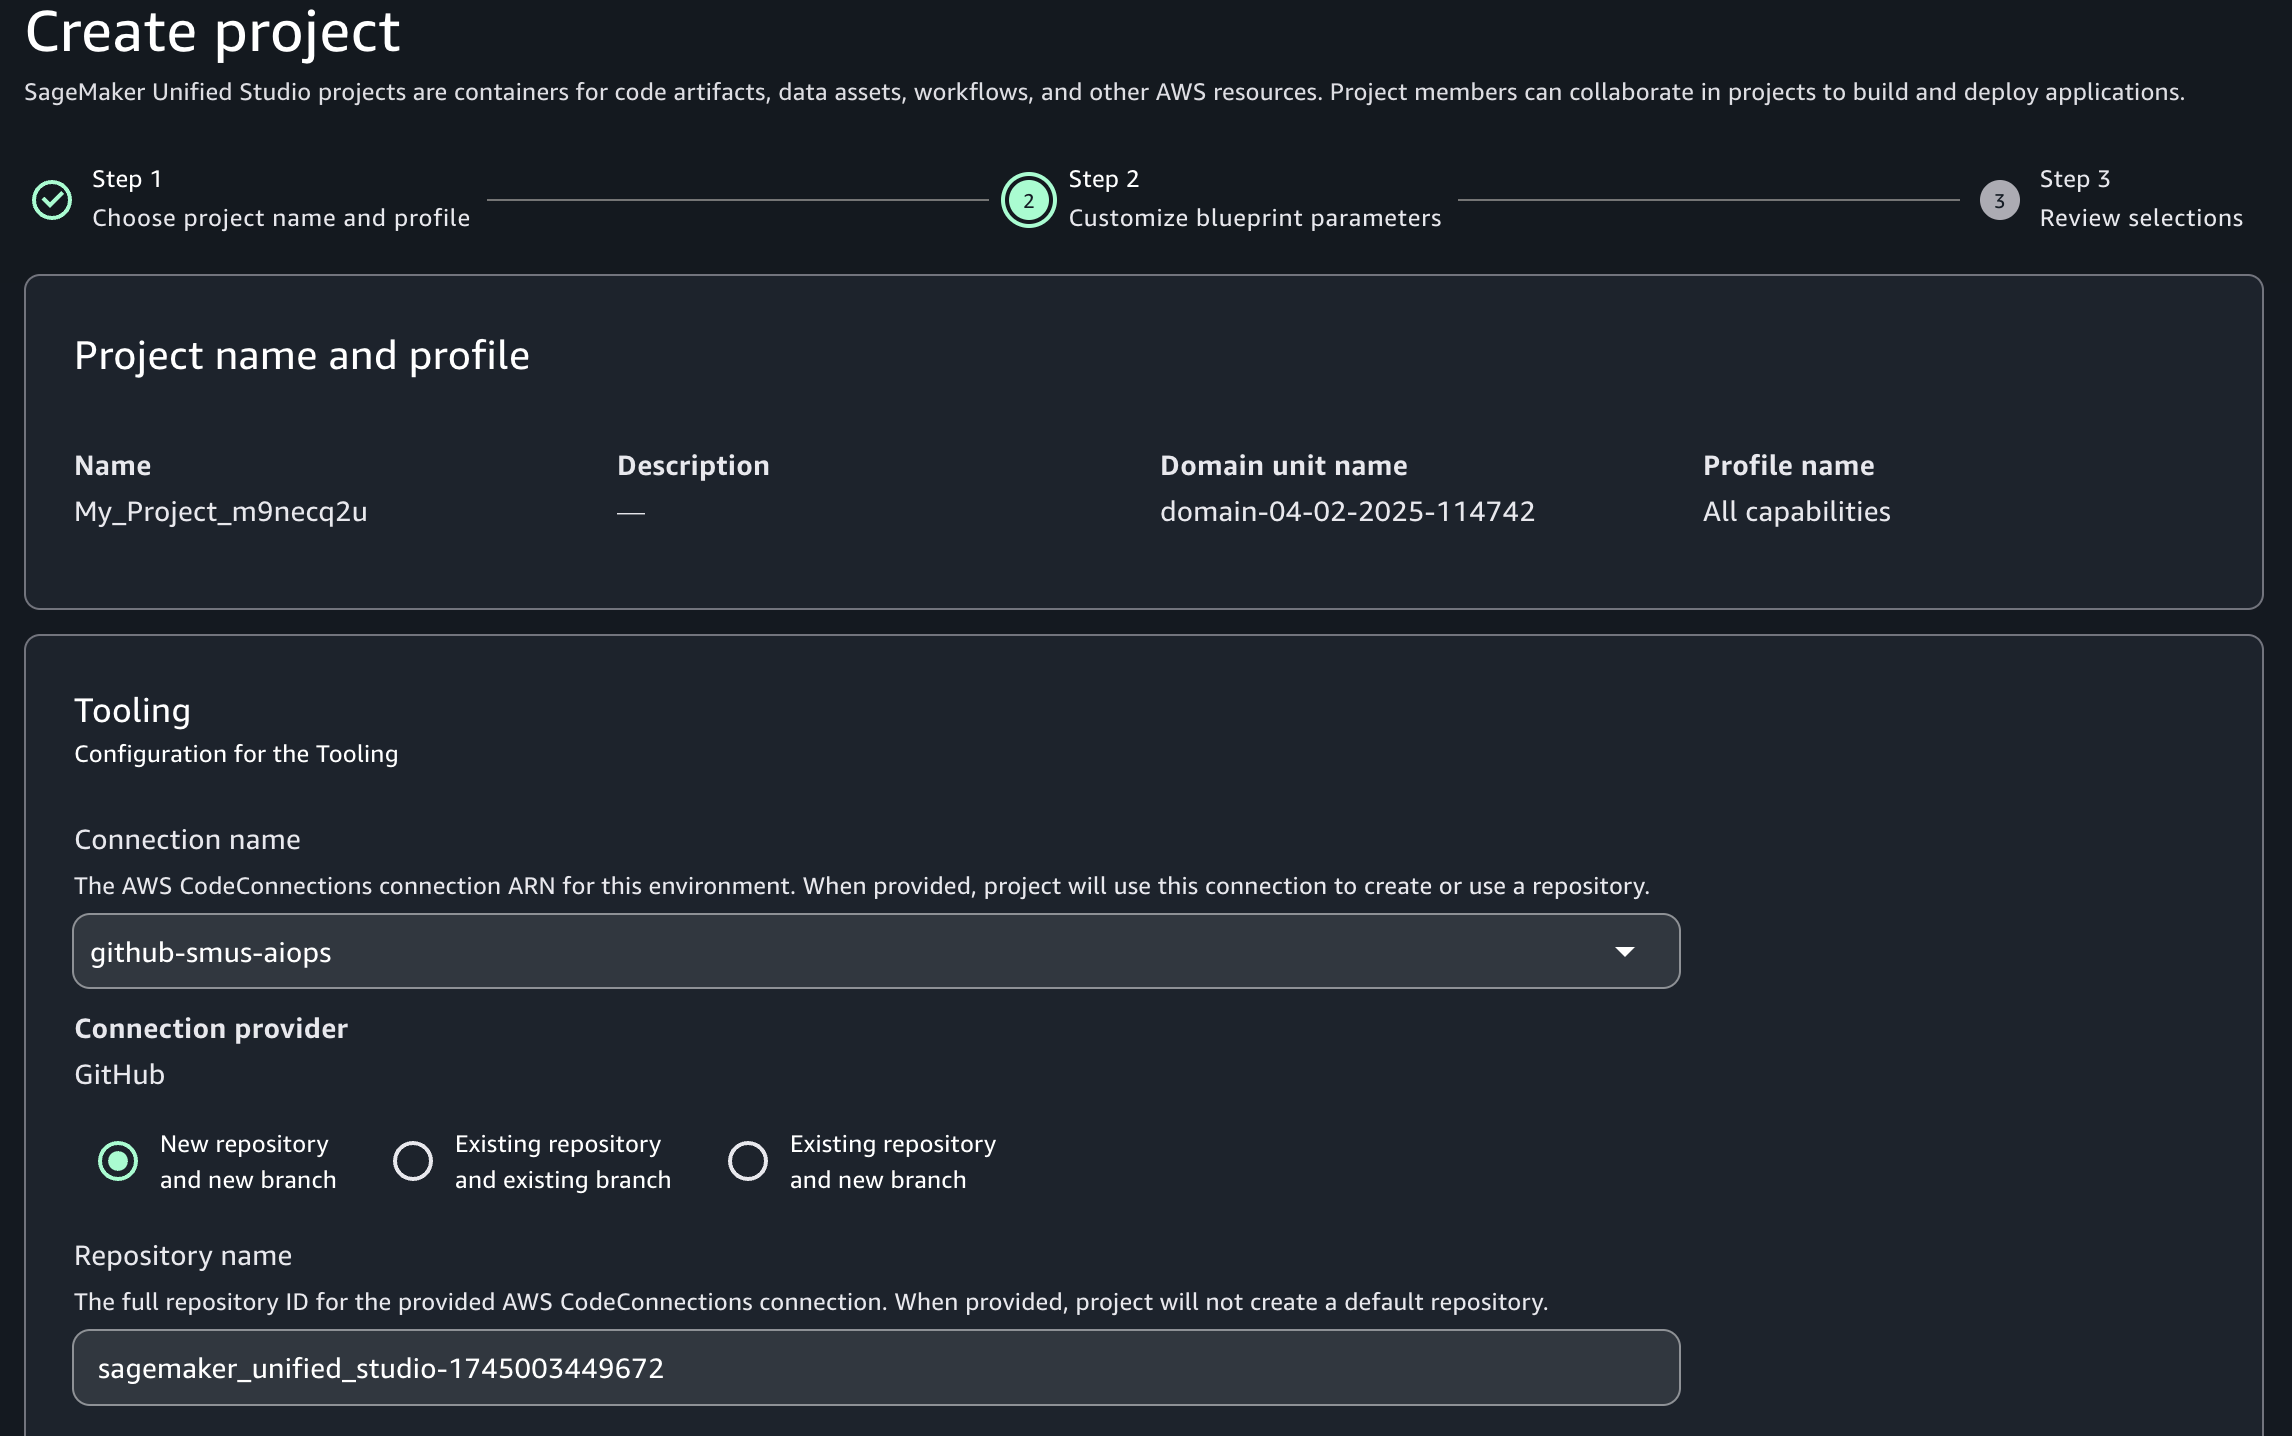 Create project
SageMaker Unified Studio projects are containers for code artifacts, data assets, workflows, and other AWS resources. Project members can collaborate in projects to build and deploy applications.
Step 1
Choose project name and profile
2
Step 2
Customize blueprint parameters
3
Step 3
Review selections
Project name and profile
Name
My_Project_m9necq2u
Description
—
Domain unit name
domain-04-02-2025-114742
Profile name
All capabilities
Tooling
Configuration for the Tooling
Connection name
The AWS CodeConnections connection ARN for this environment. When provided, project will use this connection to create or use a repository.
github-smus-aiops
Connection provider
GitHub
New repository
and new branch
Existing repository
and existing branch
Existing repository
and new branch
Repository name
The full repository ID for the provided AWS CodeConnections connection. When provided, project will not create a default repository.
sagemaker_unified_studio-1745003449672